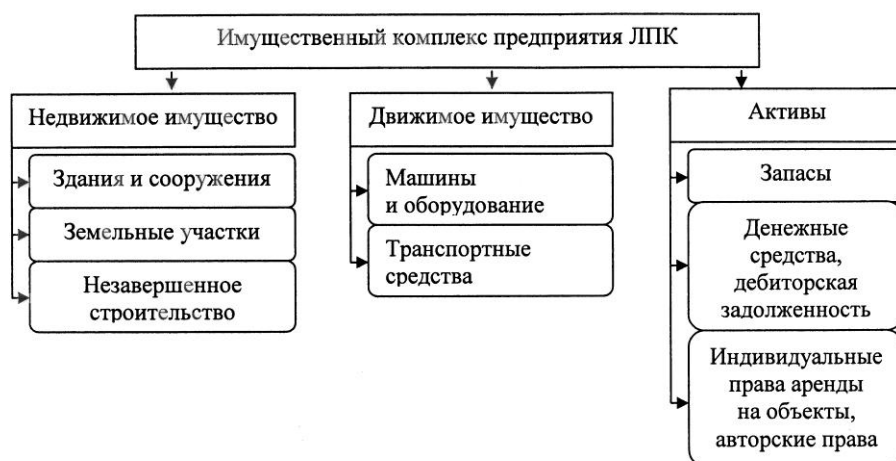 Имущественный комплекс предприятия ЛПК
Недвижимое имущество
Здания и сооружения
Земельные участки
Незавершенное
строительство
Движимое имущество
Машины
и оборудование
Транспортные
средства
Активы
Запасы
Денежные
средства,
дебиторская
задолженность
Индивидуальные
права аренды
на объекты,
авторские права